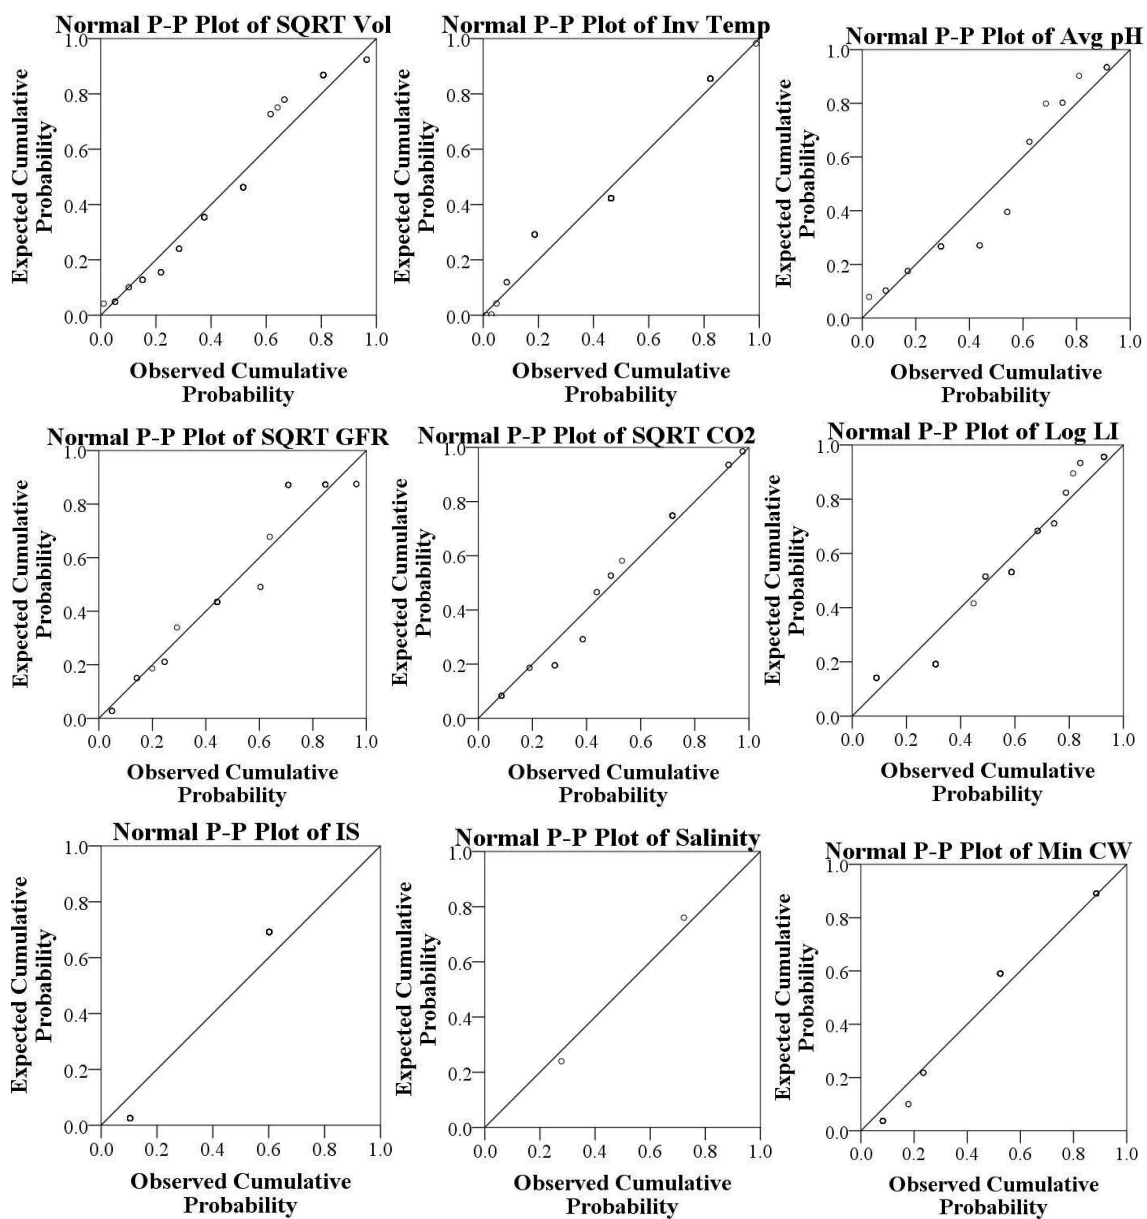 Normal P-P Plot of SQRT Vol
Expected Cumulative
Probability
1.0
0.8
0.6
0.4
0.2
0.0
0.0 0.2 0.4 0.6 0.8 1.0
Observed Cumulative
Probability
Normal P-P Plot of Inv Temp
Expected Cumulative
Probability
1.0
0.8
0.6
0.4
0.2
0.0
0.0 0.2 0.4 0.6 0.8 1.0
Observed Cumulative
Probability
Normal P-P Plot of Avg pH
Expected Cumulative
Probability
1.0
0.8
0.6
0.4
0.2
0.0
0.0 0.2 0.4 0.6 0.8 1.0
Observed Cumulative
Probability
Normal P-P Plot of SQRT GFR
Expected Cumulative
Probability
1.0
0.8
0.6
0.4
0.2
0.0
0.0 0.2 0.4 0.6 0.8 1.0
Observed Cumulative
Probability
Normal P-P Plot of SQRT CO2
Expected Cumulative
Probability
1.0
0.8
0.6
0.4
0.2
0.0
0.0 0.2 0.4 0.6 0.8 1.0
Observed Cumulative
Probability
Normal P-P Plot of Log LI
Expected Cumulative
Probability
1.0
0.8
0.6
0.4
0.2
0.0
0.0 0.2 0.4 0.6 0.8 1.0
Observed Cumulative
Probability
Normal P-P Plot of IS
Expected Cumulative
Probability
1.0
0.8
0.6
0.4
0.2
0.0
0.0 0.2 0.4 0.6 0.8 1.0
Observed Cumulative
Probability
Normal P-P Plot of Salinity
Expected Cumulative
Probability
1.0
0.8
0.6
0.4
0.2
0.0
0.0 0.2 0.4 0.6 0.8 1.0
Observed Cumulative
Probability
Normal P-P Plot of Min CW
Expected Cumulative
Probability
1.0
0.8
0.6
0.4
0.2
0.0
0.0 0.2 0.4 0.6 0.8 1.0
Observed Cumulative
Probability